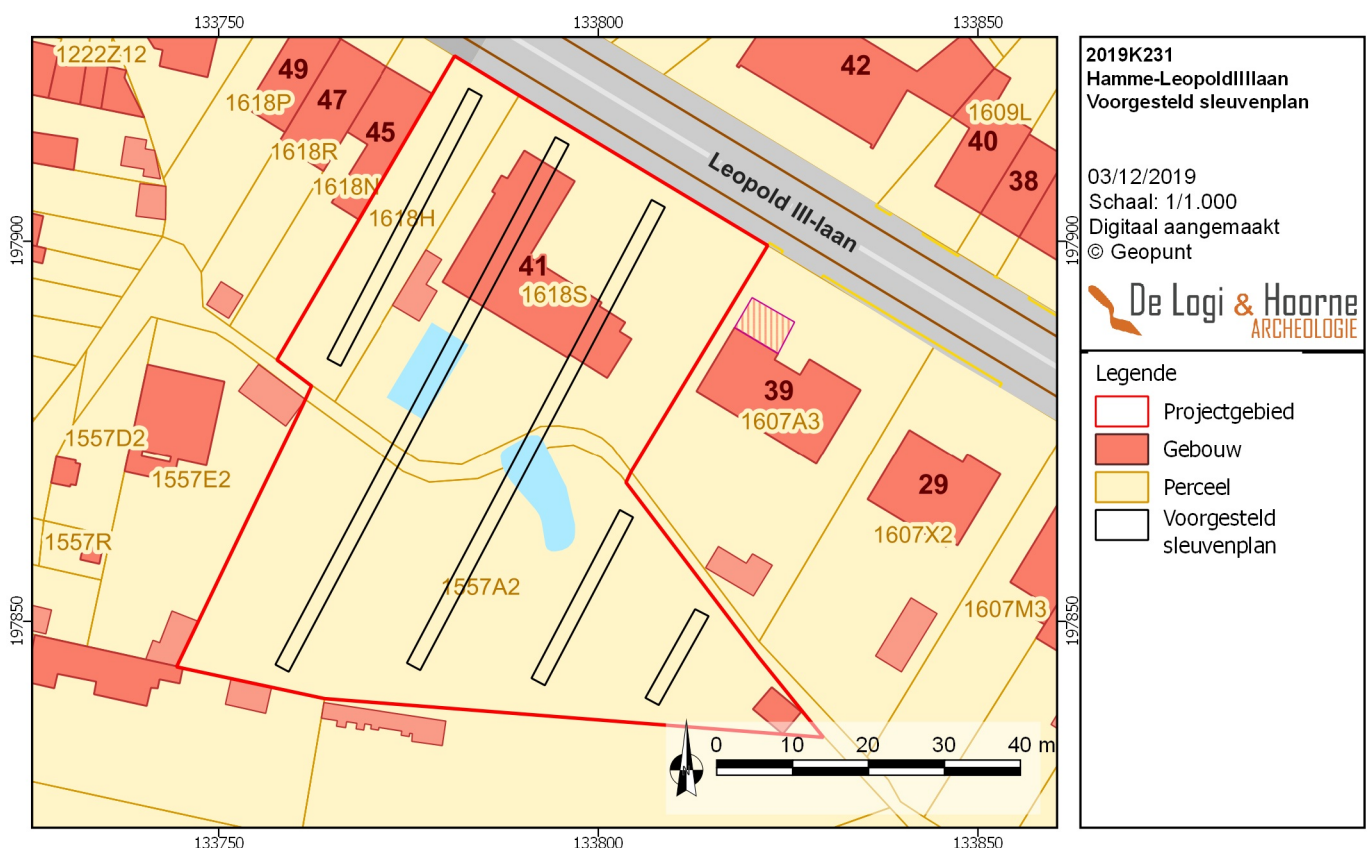 133750 133800 133850
1222Z12
49
1618P
47
45
1618R
1618N
1618H
42
1609L
40
38
Leopold III-laan
197900
197900
41
1618S
39
1607A3
29
1607X2
1557D2
1557E2
1557R
1557A2
1607M3
197850
197850
N
0 10 20 30 40 m
133750 133800 133850
2019K231
Hamme-LeopoldIIIlaan
Voorgesteld sleuvenplan
03/12/2019
Schaal: 1/1.000
Digitaal aangemaakt
© Geopunt
De Logi & Hoorne
ARCHEOLOGIE
Legende
Projectgebied
Gebouw
Perceel
Voorgesteld
sleuvenplan